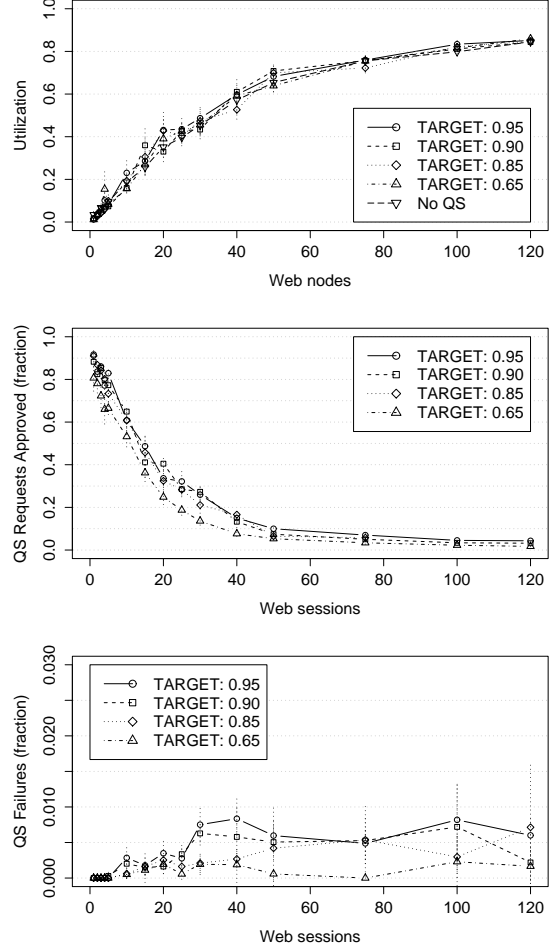 Utilization
1.0
0.8
0.6
0.4
0.2
0.0
TARGET: 0.95
TARGET: 0.90
TARGET: 0.85
TARGET: 0.65
No QS
0 20 40 60 80 100 120
Web nodes
QS Requests Approved (fraction)
1.0
0.8
0.6
0.4
0.2
0.0
TARGET: 0.95
TARGET: 0.90
TARGET: 0.85
TARGET: 0.65
0 20 40 60 80 100 120
Web sessions
QS Failures (fraction)
0.030
0.020
0.010
0.000
TARGET: 0.95
TARGET: 0.90
TARGET: 0.85
TARGET: 0.65
0 20 40 60 80 100 120
Web sessions